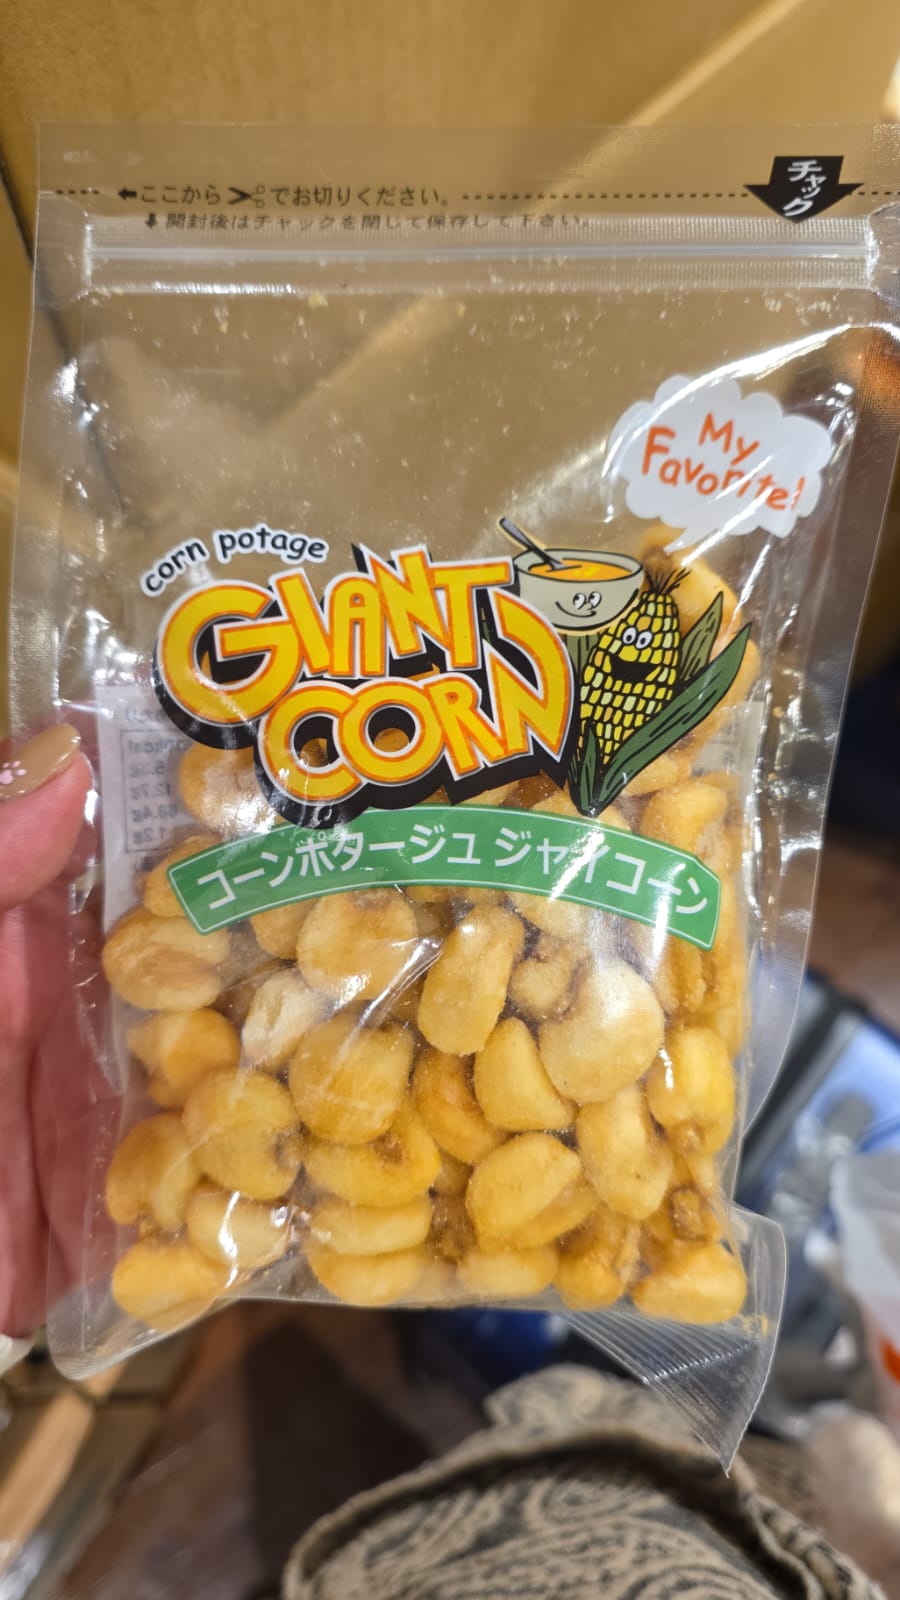 ←ここから✂でお切りください。
チャック
⬇開封後はチャックを閉じて保存して下さい。
My
Favorite!
corn potage
GIANT
CORN
コーンポタージュ ジャイコーン